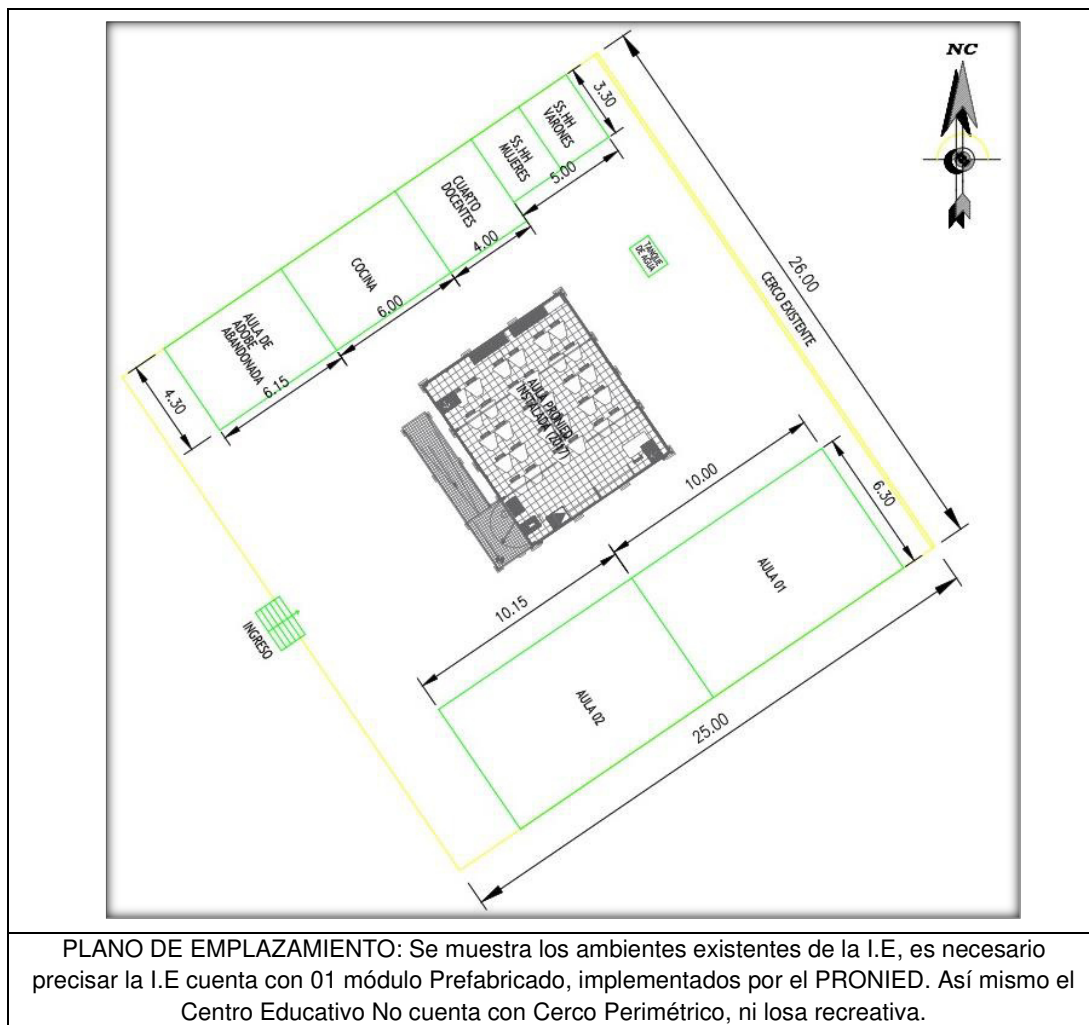 NC
3.30
SS.HH
VARONES
SS.HH
MUJERES
5.00
CUARTO
DOCENTES
4.00
COCINA
6.00
AULA DE
ADOBE
ABANDONADA
6.15
4.30
TANQUE
DE AGUA
26.00
CERCO EXISTENTE
AULA PRONIED
INSTALADA (2017)
10.00
6.30
AULA 01
10.15
AULA 02
25.00
INGRESO
PLANO DE EMPLAZAMIENTO: Se muestra los ambientes existentes de la I.E, es necesario
precisar la I.E cuenta con 01 módulo Prefabricado, implementados por el PRONIED. Así mismo el
Centro Educativo No cuenta con Cerco Perimétrico, ni losa recreativa.